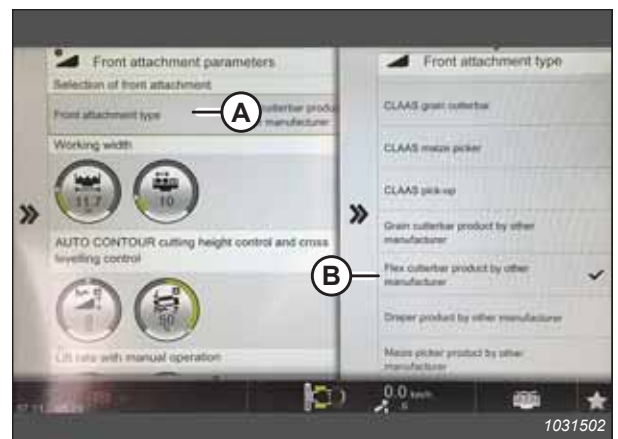 Front attachment parameters
Selection of front attachment
Front attachment type
cutterbar produ
manufacturer
A
Working width
11.7
10
AUTO CONTOUR cutting height control and cross
levelling control
50
Lift rate with manual operation
Front attachment type
CLAAS grain cutterbar
CLAAS maize picker
CLAAS pick-up
Grain cutterbar product by other
manufacturer
B
Flex cutterbar product by other
manufacturer
Draper product by other manufacturer
Maize picker product by other
manufacturer
0.0 km/h
1031502